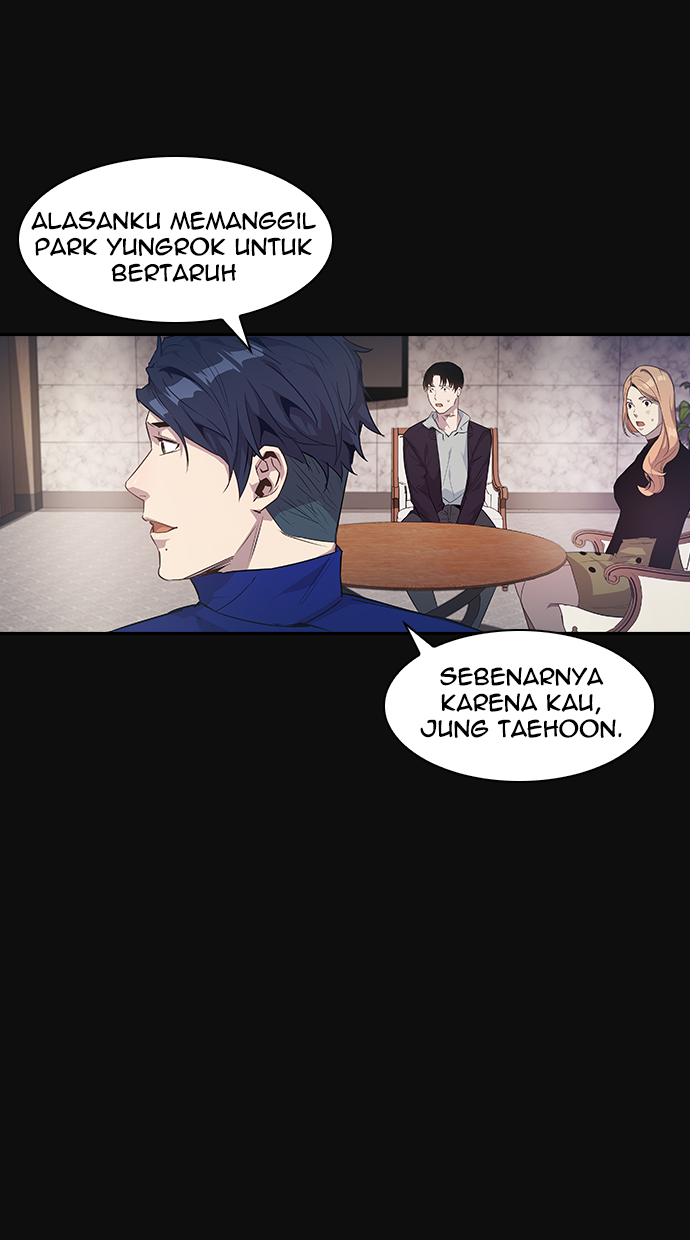 ALASANKU MEMANGGIL
PARK YUNGROK UNTUK
BERTARUH
SEBENARNYA
KARENA KAU,
JUNG TAEHOON.